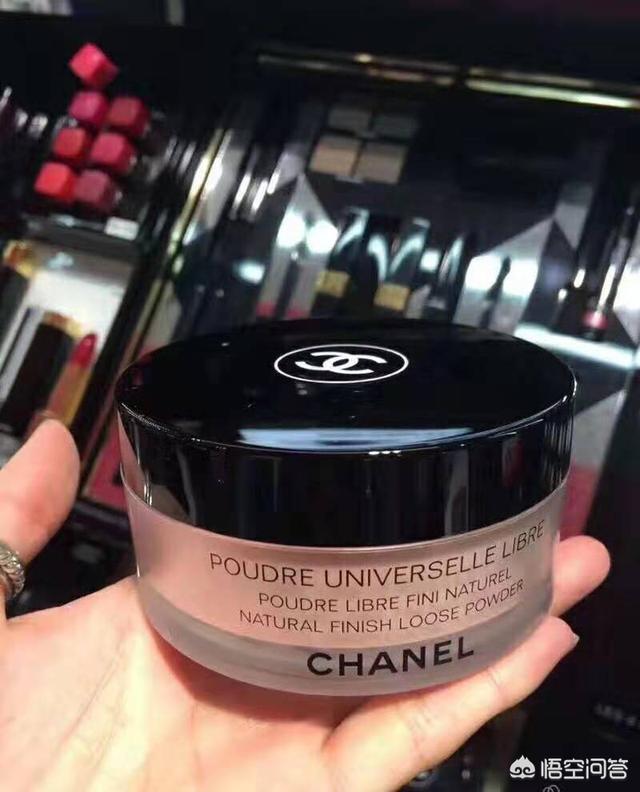 POUDRE UNIVERSELLE LIBRE
POUDRE LIBRE FINI NATUREL
NATURAL FINISH LOOSE POWDER
CHANEL
悟空问答